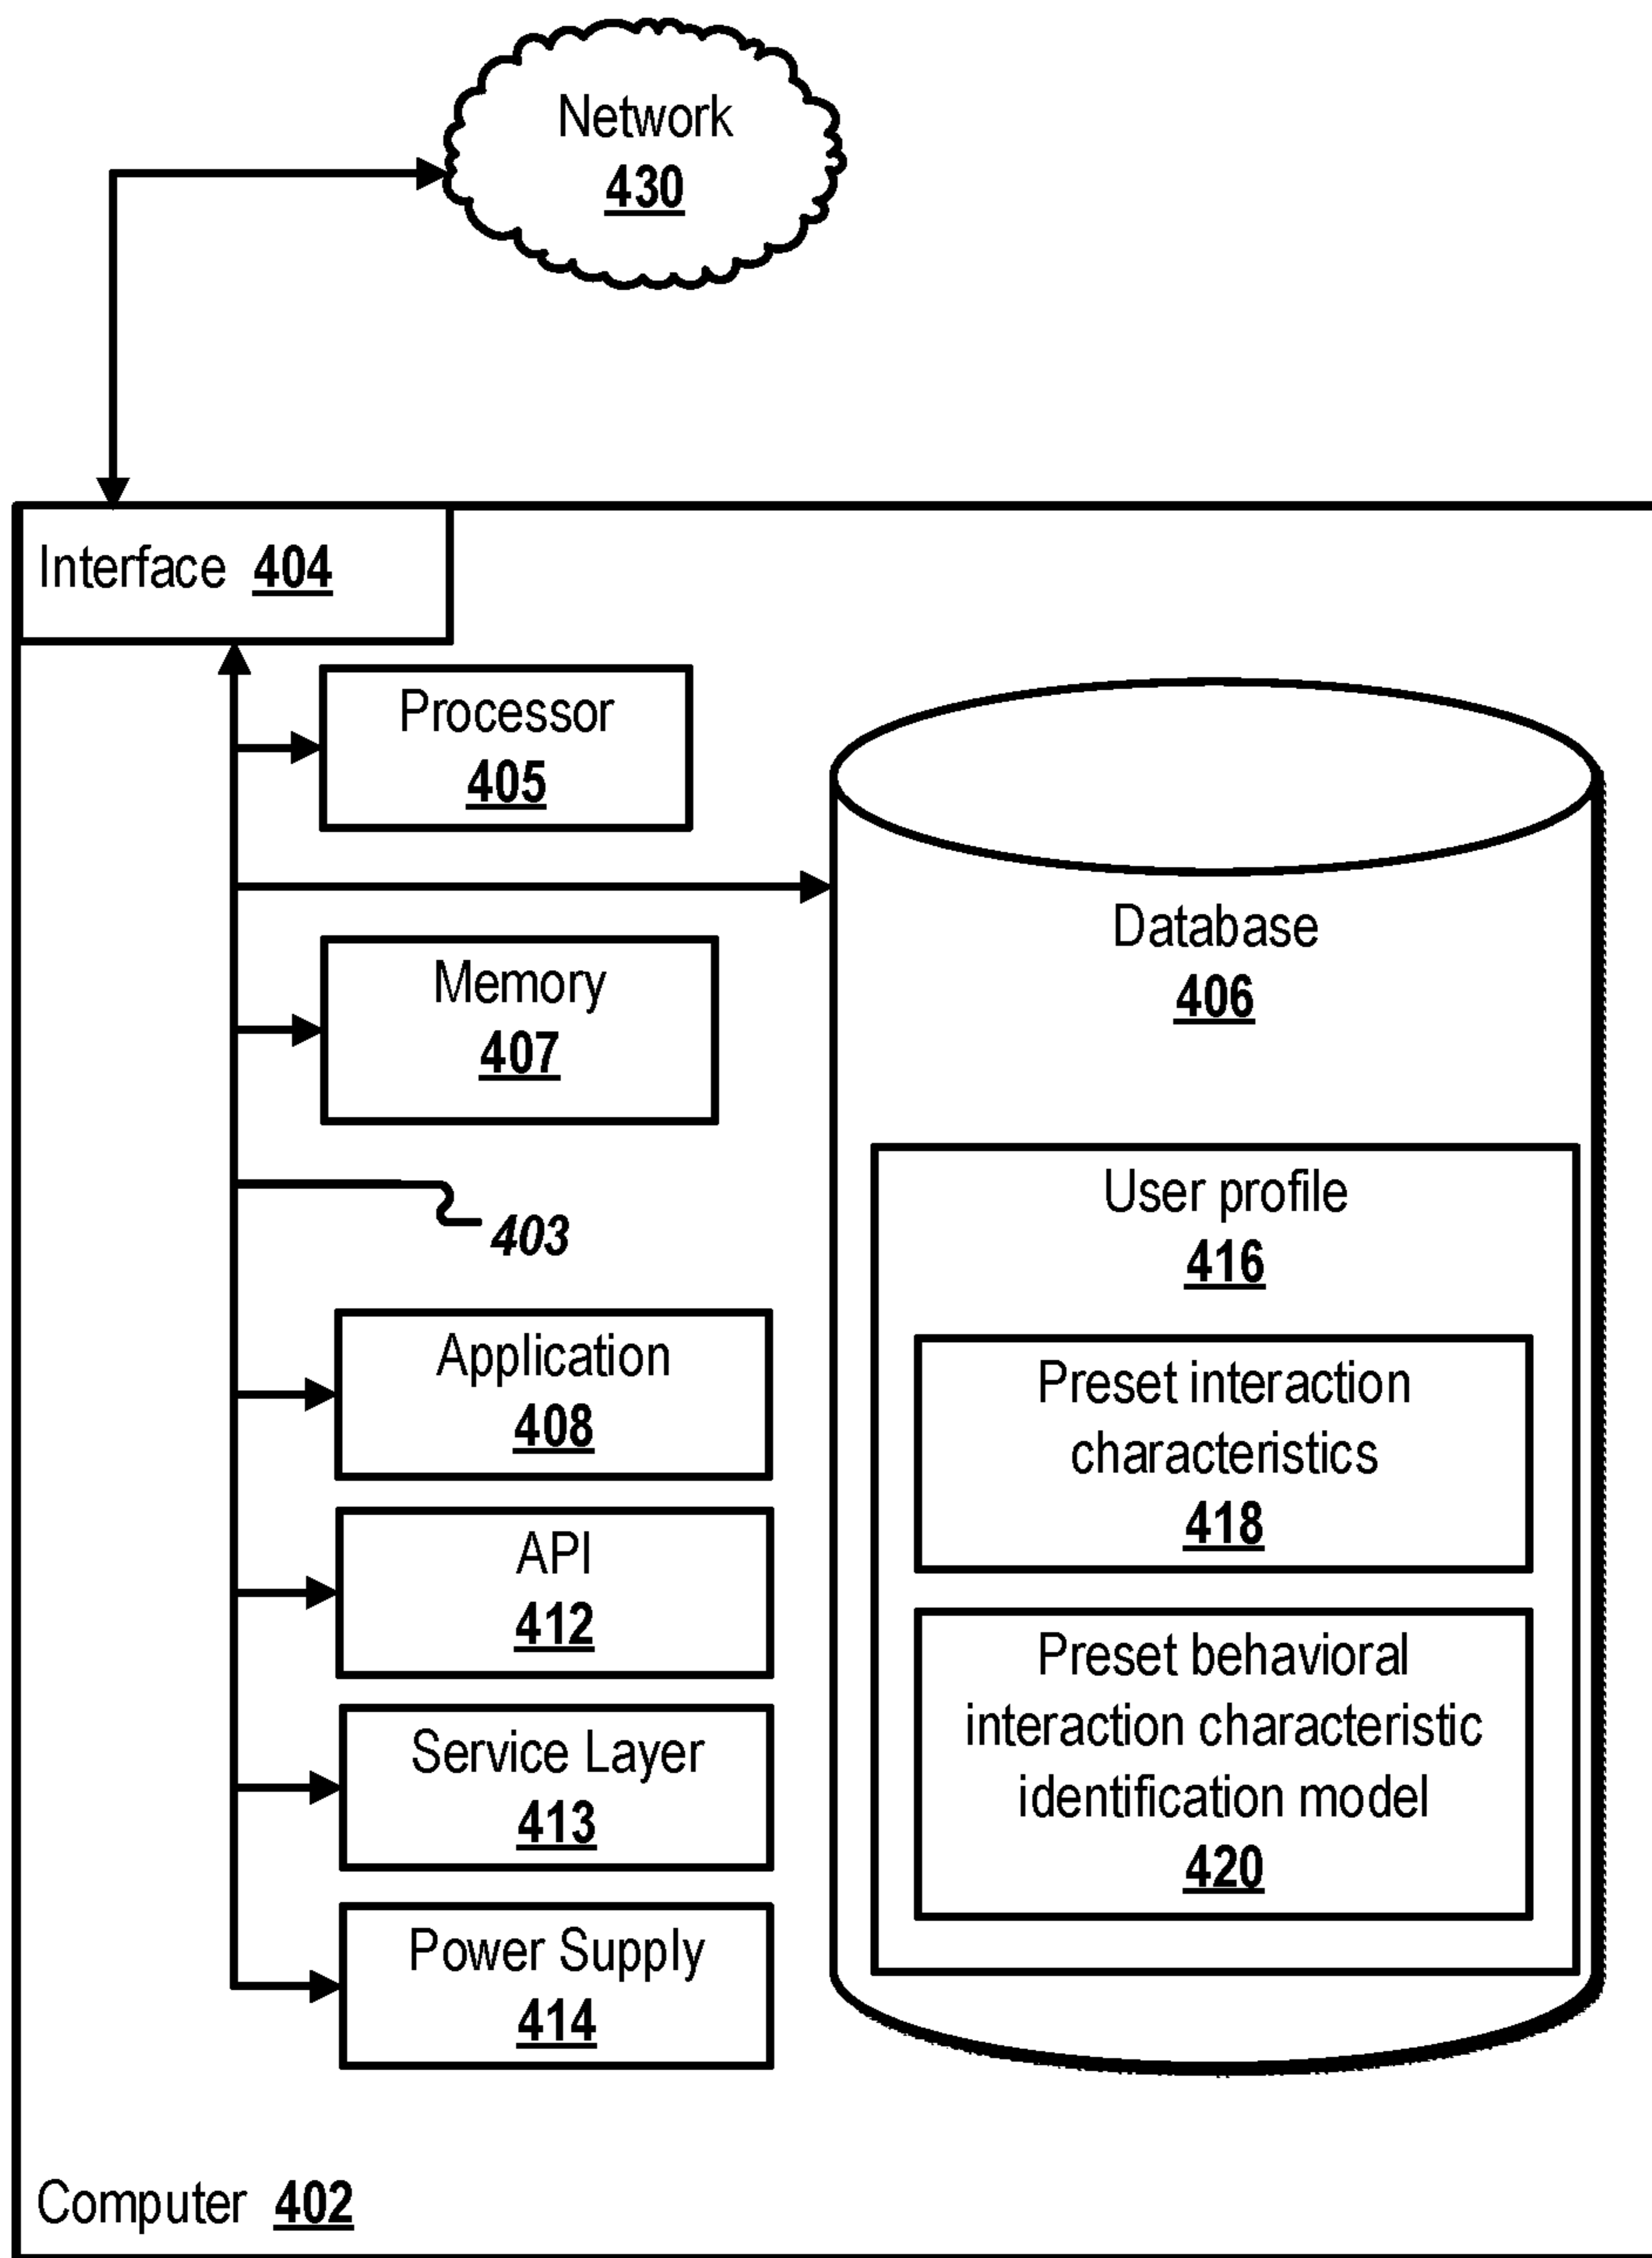 Network
430
Interface 404
Processor
405
Database
406
Memory
407
403
User profile
416
Application
408
Preset interaction
characteristics
418
API
412
Preset behavioral
interaction characteristic
identification model
420
Service Layer
413
Power Supply
414
Computer 402